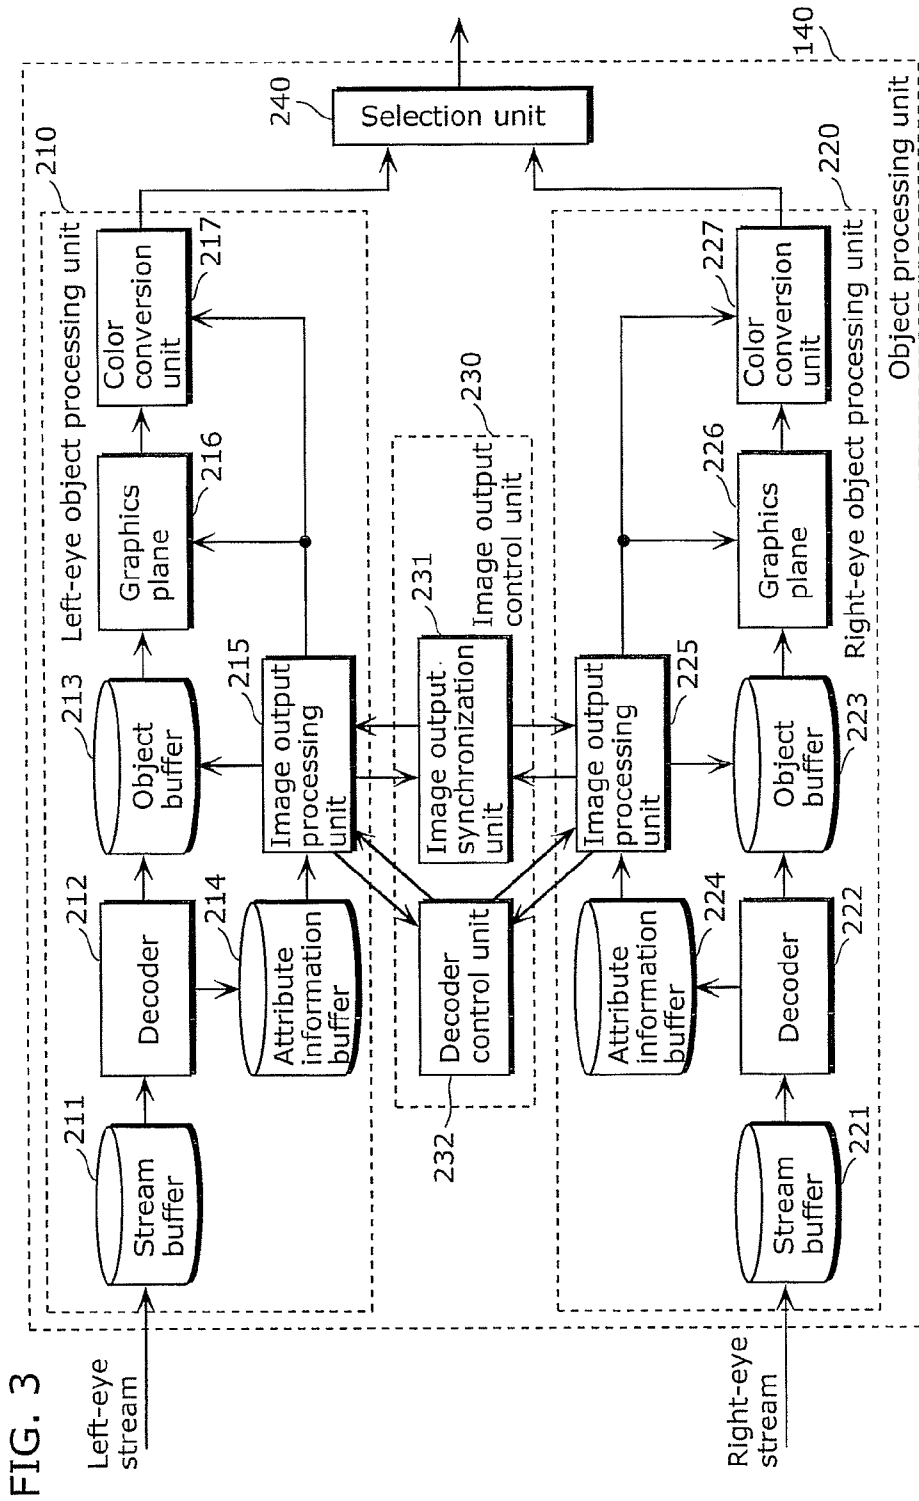 FIG. 3
Left-eye
stream
Right-eye
stream
Left-eye object processing unit
210
211
Stream
buffer
212
Decoder
213
Object
buffer
214
Attribute
information
buffer
215
Image output
processing
unit
216
Graphics
plane
217
Color
conversion
unit
240
Selection unit
230
Image output
control unit
231
Image output
synchronization
unit
232
Decoder
control unit
220
Right-eye object processing unit
221
Stream
buffer
222
Decoder
223
Object
buffer
224
Attribute
information
buffer
225
Image output
processing
unit
226
Graphics
plane
227
Color
conversion
unit
140
Object processing unit